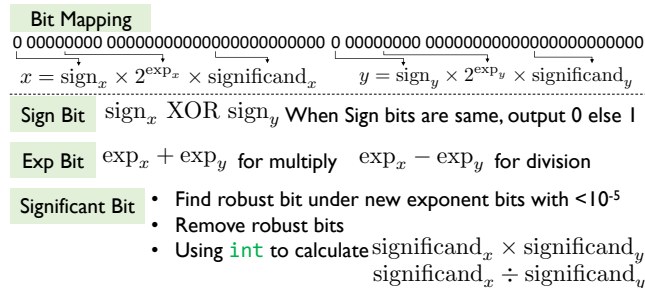 Bit Mapping
0 00000000 00000000000000000000000 0 00000000 00000000000000000000000
x = sign_x × 2^{exp_x} × significand_x y = sign_y × 2^{exp_y} × significand_y
Sign Bit sign_x XOR sign_y When Sign bits are same, output 0 else 1
Exp Bit exp_x + exp_y for multiply exp_x − exp_y for division
• Find robust bit under new exponent bits with <10^{-5}
Significant Bit • Remove robust bits
• Using int to calculate significand_x × significand_y
significand_x ÷ significand_y